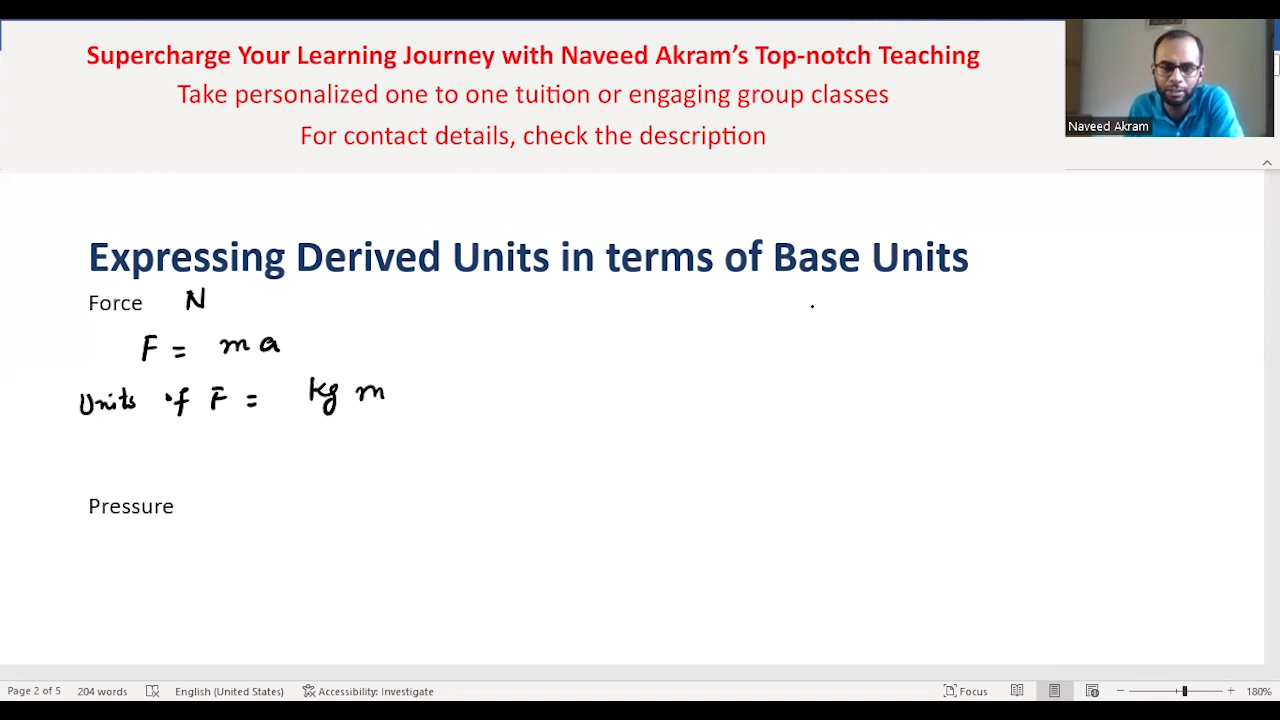 Supercharge Your Learning Journey with Naveed Akram’s Top-notch Teaching
Take personalized one to one tuition or engaging group classes
For contact details, check the description
Naveed Akram
Expressing Derived Units in terms of Base Units
Force N
F = m a
Units of F = kg m
Pressure
Page 2 of 5 204 words English (United States) Accessibility: Investigate Focus 180%